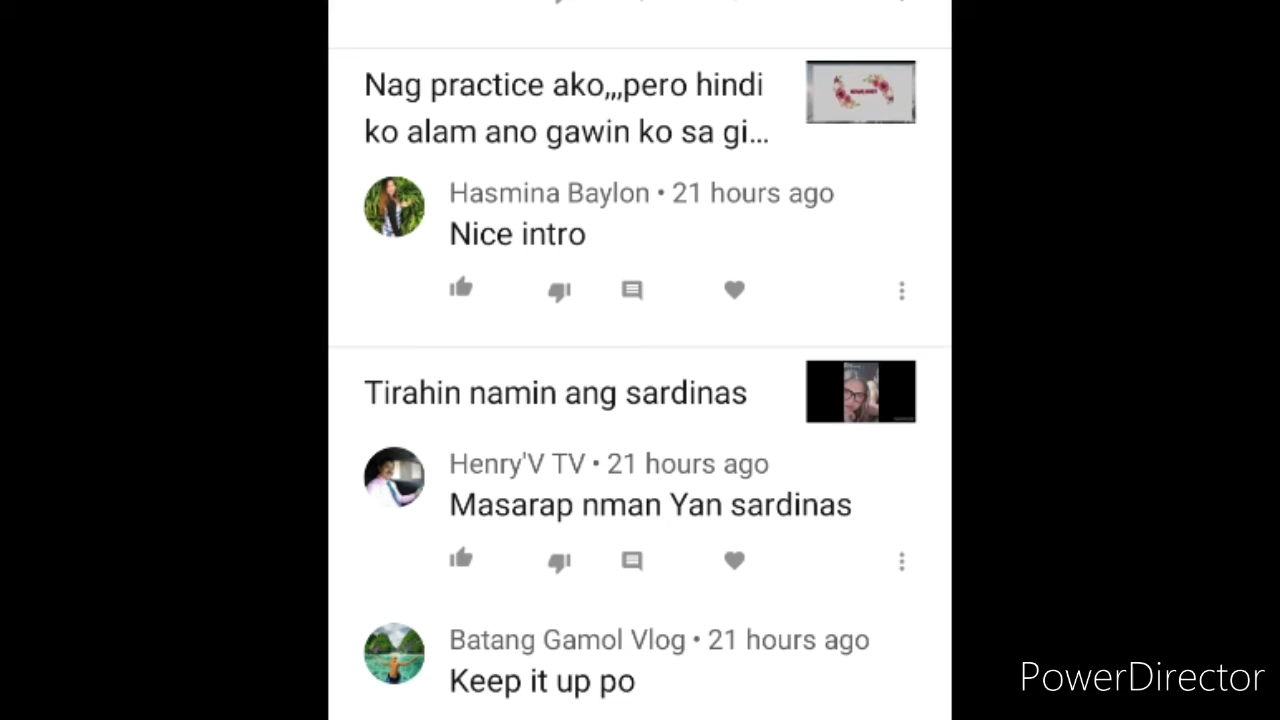 Nag practice ako,,,pero hindi
ko alam ano gawin ko sa gi...
Hasmina Baylon • 21 hours ago
Nice intro
Tirahin namin ang sardinas
Henry'V TV • 21 hours ago
Masarap nman Yan sardinas
Batang Gamol Vlog • 21 hours ago
Keep it up po
PowerDirector